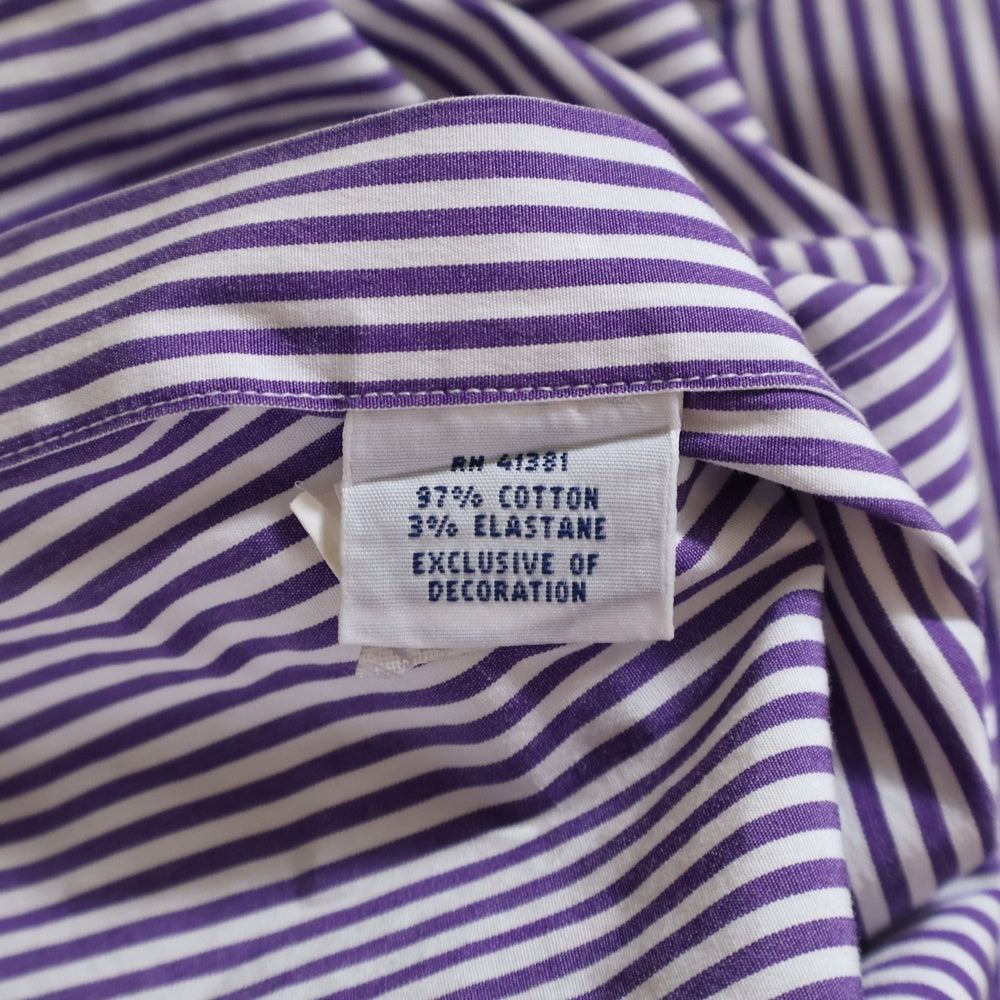 RN 41381
97% COTTON
3% ELASTANE
EXCLUSIVE OF
DECORATION